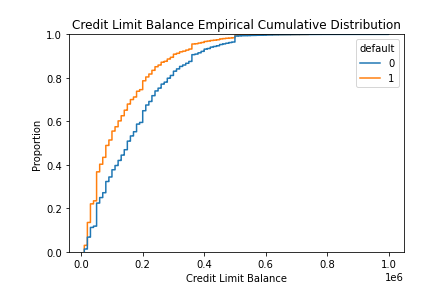 Credit Limit Balance Empirical Cumulative Distribution
default
0
1
1.0
0.8
0.6
0.4
0.2
0.0
Proportion
0.0 0.2 0.4 0.6 0.8 1.0
1e6
Credit Limit Balance